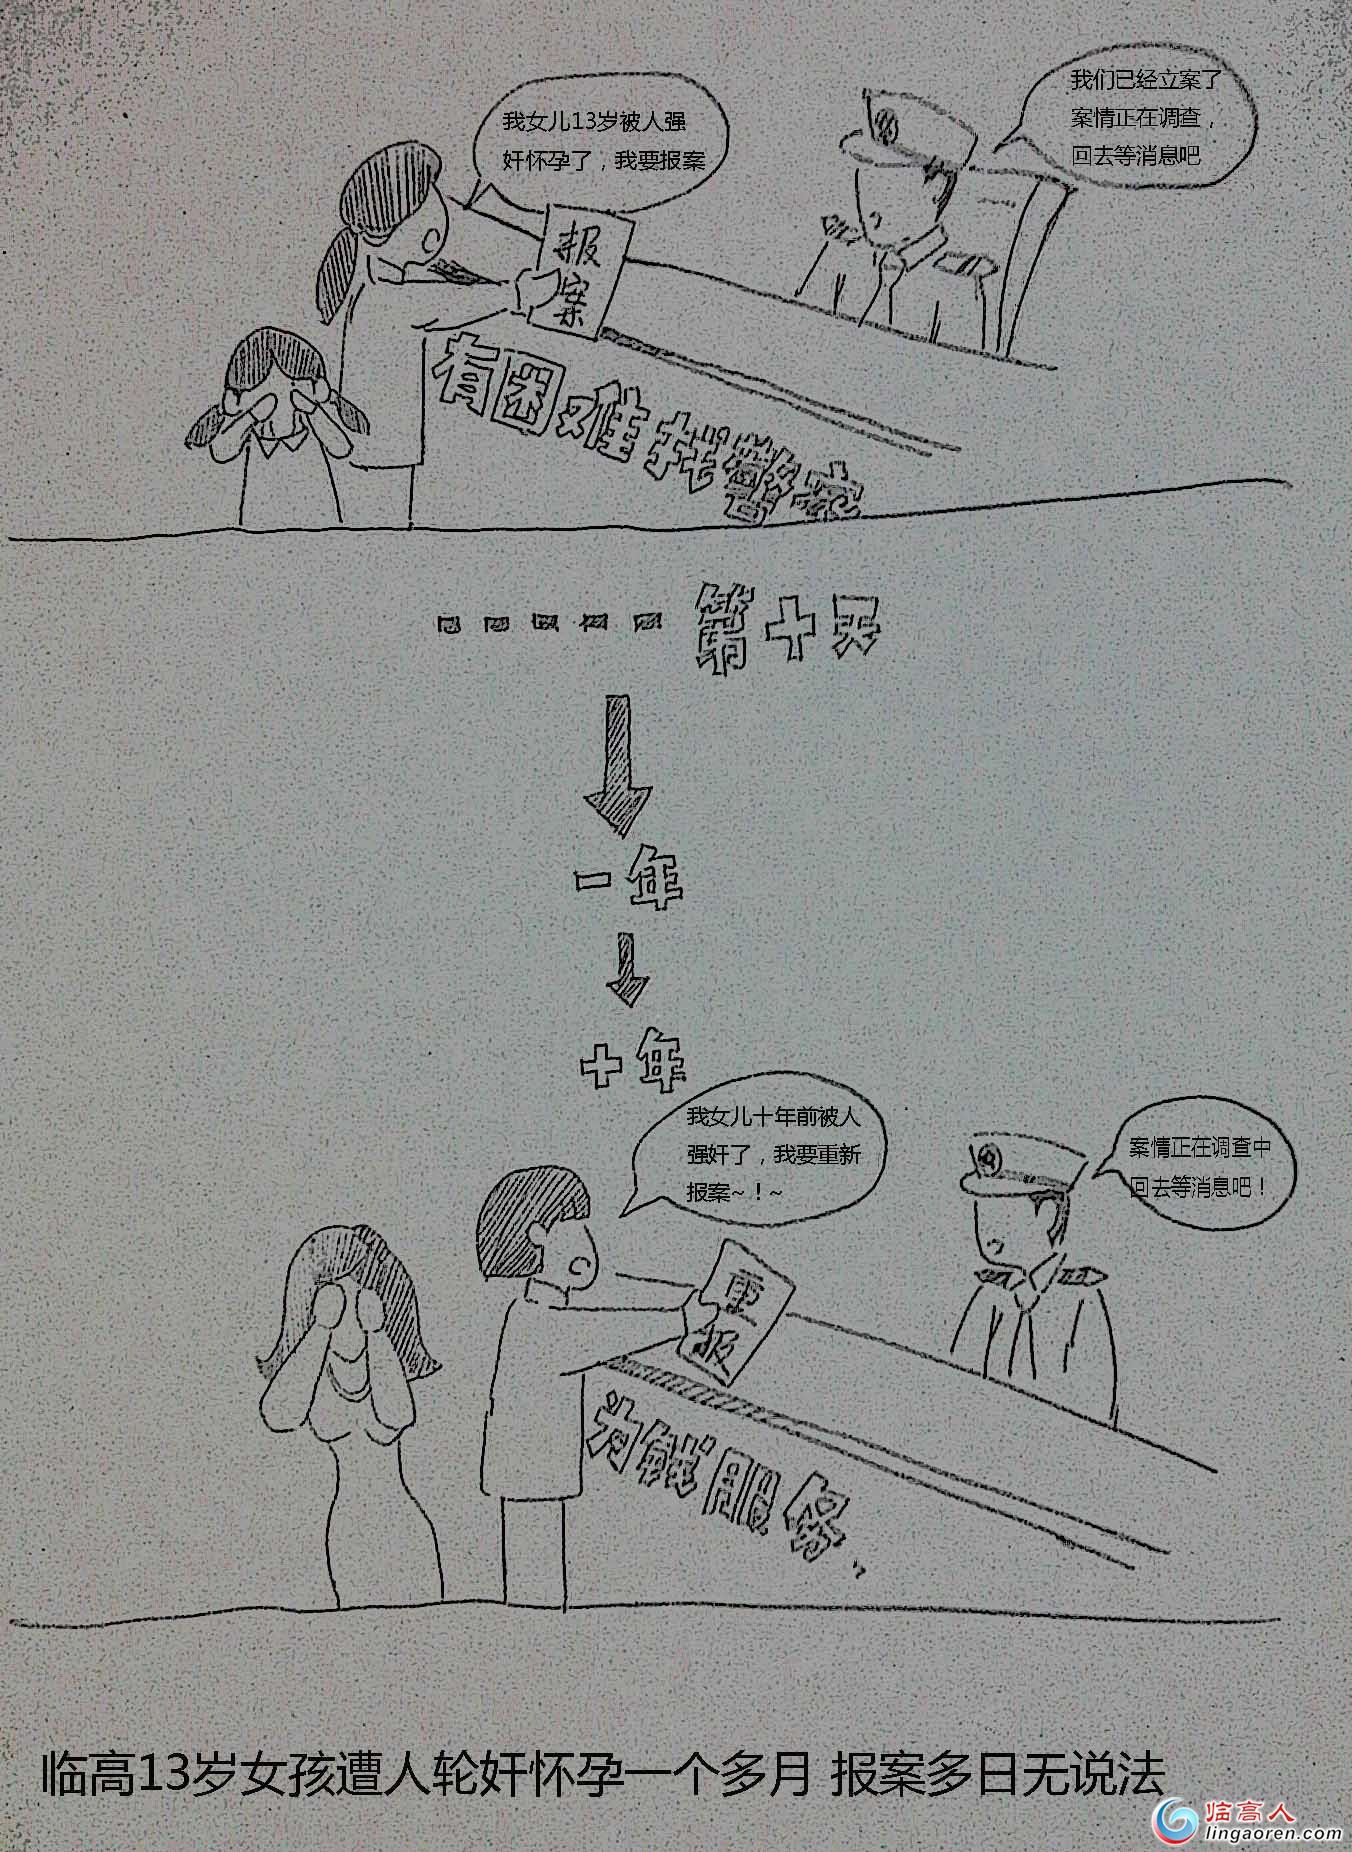 我女儿13岁被人强
奸怀孕了，我要报案
我们已经立案了
案情正在调查，
回去等消息吧
报
案
有困难找警察
第十天
一年
十年
我女儿十年前被人
强奸了，我要重新
报案~！~
案情正在调查中
回去等消息吧！
重
报
为钱服务
临高13岁女孩遭人轮奸怀孕一个多月 报案多日无说法
临高人
lingaoren.com